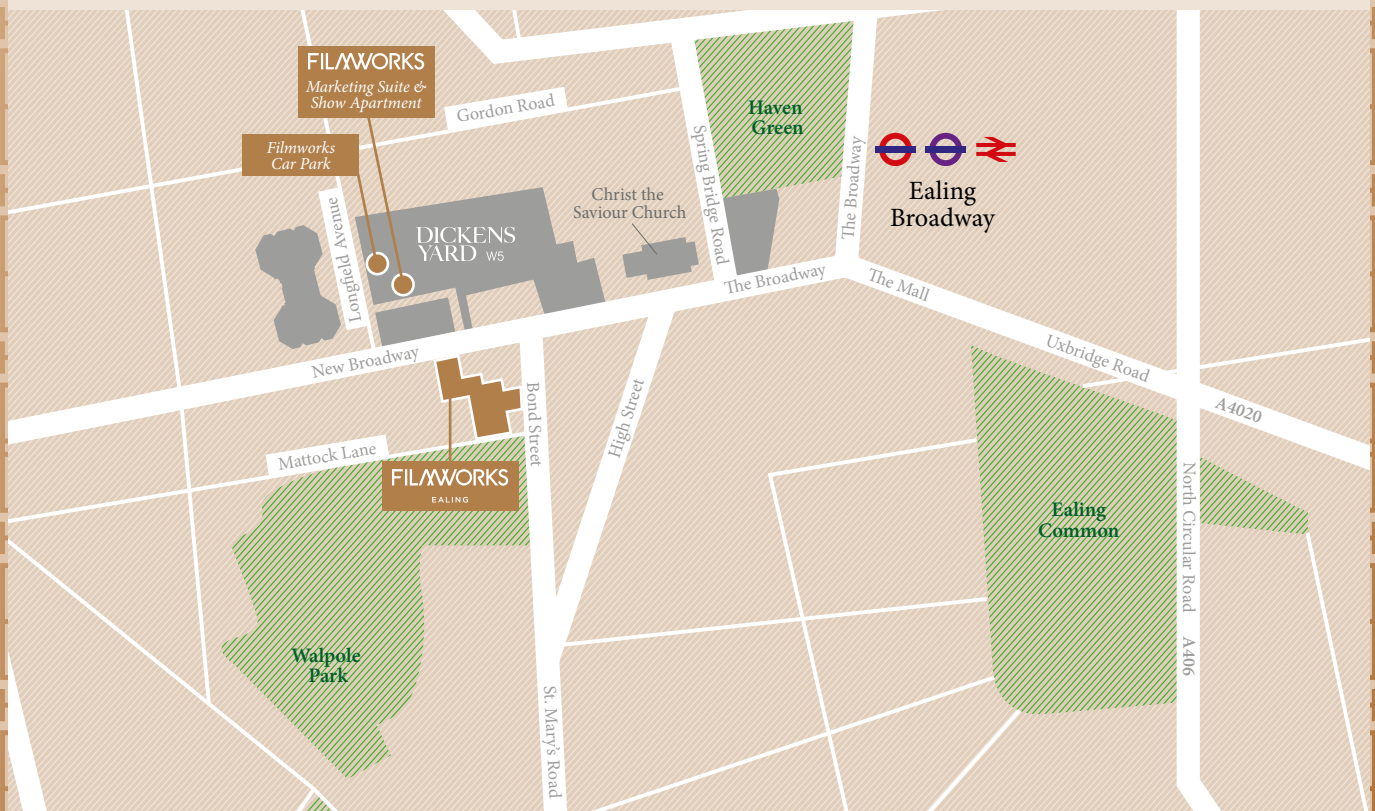 FILMWORKS
Marketing Suite &
Show Apartment
Gordon Road
Haven
Green
Filmworks
Car Park
Spring Bridge Road
The Broadway
Ealing
Broadway
Christ the
Saviour Church
Longfield Avenue
DICKENS
YARD W5
The Broadway
The Mall
New Broadway
Uxbridge Road
A4020
Bond Street
High Street
Mattock Lane
FILMWORKS
EALING
Ealing
Common
North Circular Road
A406
Walpole
Park
St. Mary's Road